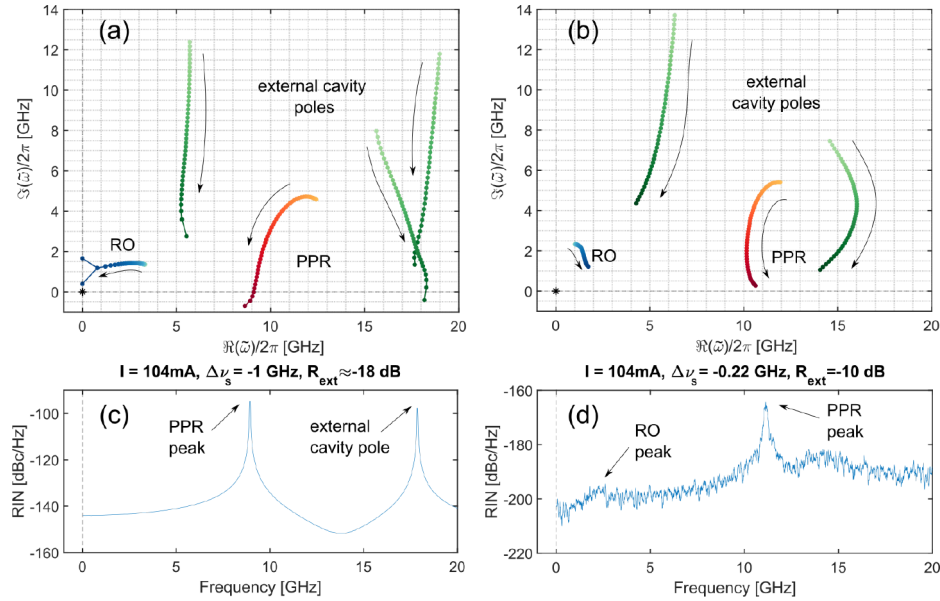 (a)
external cavity
poles
RO
PPR
ℑ(ω̃)/2π [GHz]
14
12
10
8
6
4
2
0
0
5
10
15
20
ℜ(ω̃)/2π [GHz]
(b)
external
cavity poles
RO
PPR
ℑ(ω̃)/2π [GHz]
14
12
10
8
6
4
2
0
0
5
10
15
20
ℜ(ω̃)/2π [GHz]
I = 104mA, Δνs = -1 GHz, Rext≈-18 dB
(c)
PPR
peak
external
cavity pole
RIN [dBc/Hz]
-100
-120
-140
-160
0
5
10
15
20
Frequency [GHz]
I = 104mA, Δνs = -0.22 GHz, Rext=-10 dB
(d)
RO
peak
PPR
peak
RIN [dBc/Hz]
-160
-180
-200
-220
0
5
10
15
20
Frequency [GHz]